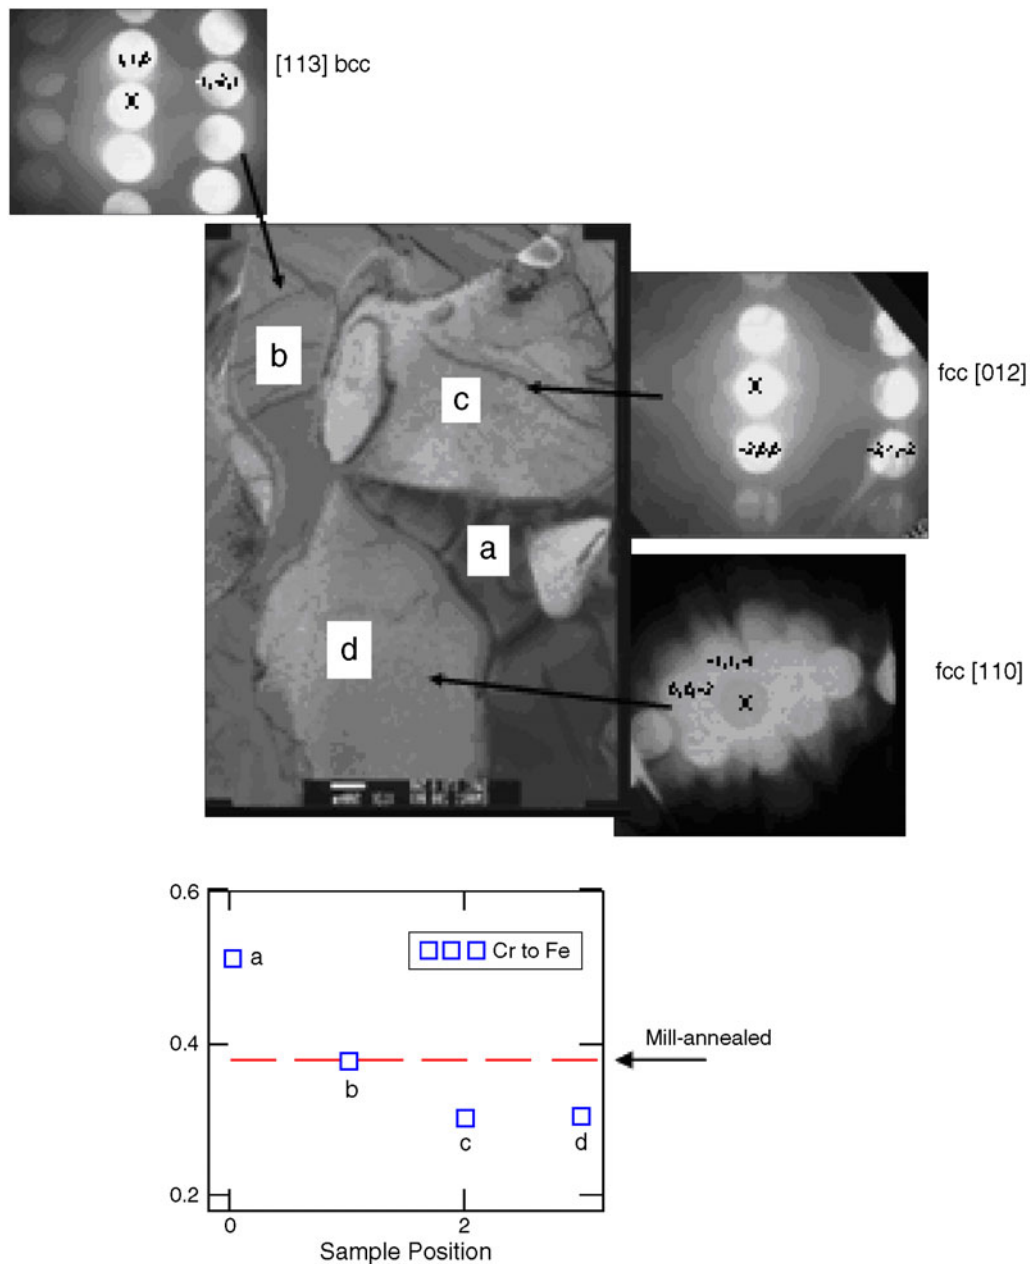 [113] bcc
X
b
c
X
fcc [012]
a
d
X
fcc [110]
0.6
Cr to Fe
a
0.4
Mill-annealed
b
c
d
0.2
0
2
Sample Position